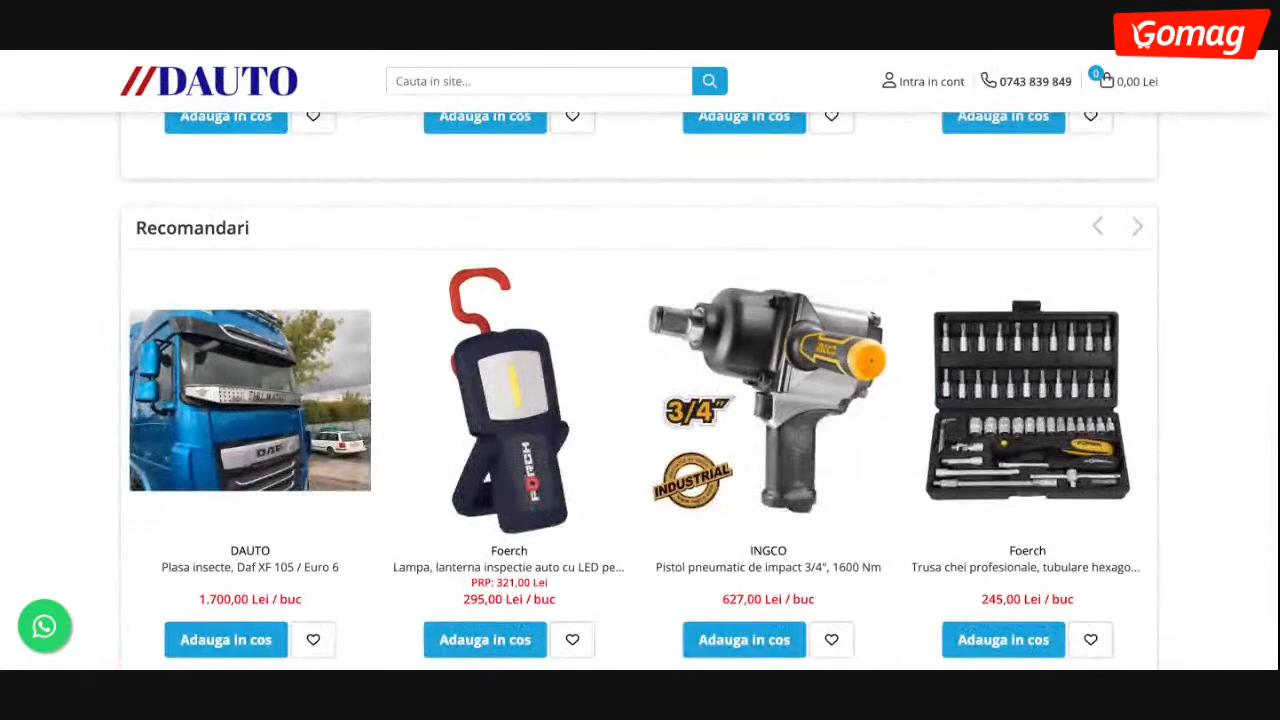 Gomag
//DAUTO
Cauta in site...
Intra in cont
0743 839 849
0
0,00 Lei
Adauga in cos
Adauga in cos
Adauga in cos
Adauga in cos
Recomandari
DAF
FORCH
INGCO
3/4"
INDUSTRIAL
DAUTO
Plasa insecte, Daf XF 105 / Euro 6
1.700,00 Lei / buc
Adauga in cos
Foerch
Lampa, lanterna inspectie auto cu LED pe...
PRP: 321,00 Lei
295,00 Lei / buc
Adauga in cos
INGCO
Pistol pneumatic de impact 3/4", 1600 Nm
627,00 Lei / buc
Adauga in cos
Foerch
Trusa chei profesionale, tubulare hexago...
245,00 Lei / buc
Adauga in cos